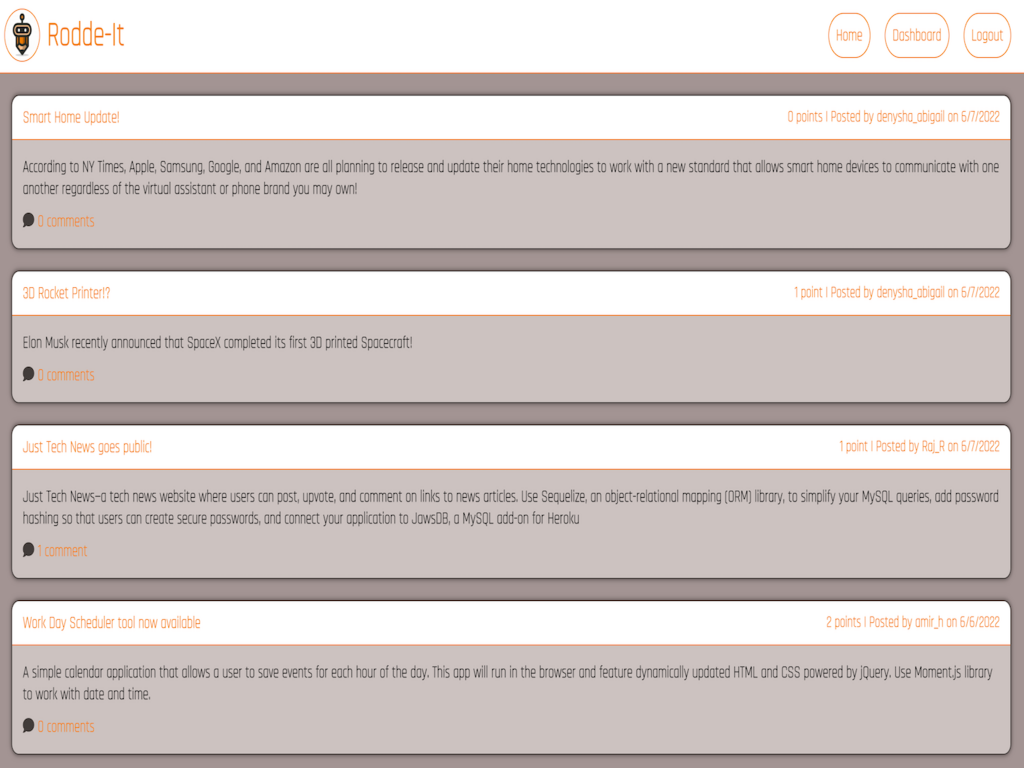 Rodde-It
Home Dashboard Logout
Smart Home Update! 0 points | Posted by denysha_abigail on 6/7/2022
According to NY Times, Apple, Samsung, Google, and Amazon are all planning to release and update their home technologies to work with a new standard that allows smart home devices to communicate with one
another regardless of the virtual assistant or phone brand you may own!
0 comments
3D Rocket Printer!? 1 point | Posted by denysha_abigail on 6/7/2022
Elon Musk recently announced that SpaceX completed its first 3D printed Spacecraft!
0 comments
Just Tech News goes public! 1 point | Posted by Raj_R on 6/7/2022
Just Tech News—a tech news website where users can post, upvote, and comment on links to news articles. Use Sequelize, an object-relational mapping (ORM) library, to simplify your MySQL queries, add password
hashing so that users can create secure passwords, and connect your application to JawsDB, a MySQL add-on for Heroku
1 comment
Work Day Scheduler tool now available 2 points | Posted by amir_h on 6/6/2022
A simple calendar application that allows a user to save events for each hour of the day. This app will run in the browser and feature dynamically updated HTML and CSS powered by jQuery. Use Moment.js library
to work with date and time.
0 comments